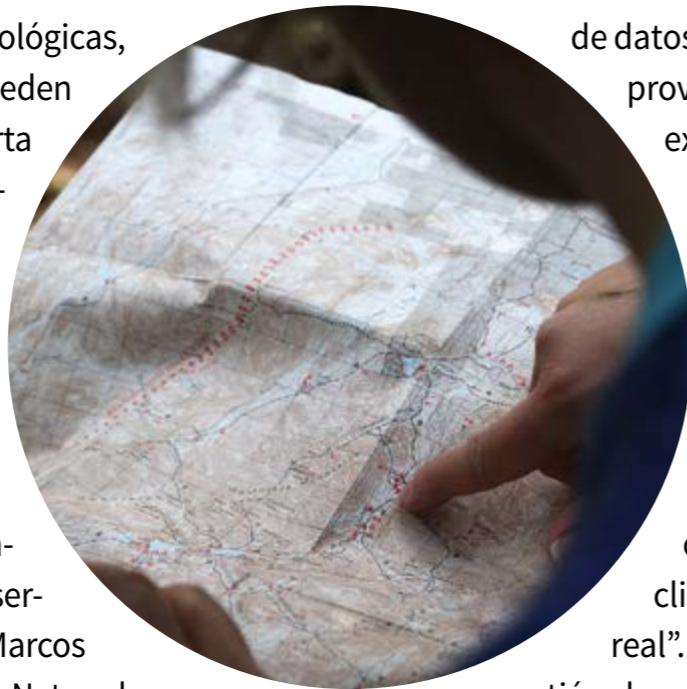 ológicas,
eden
rta
-
n-
ser-
Marcos
de datos
prov
ex
cli
real”.